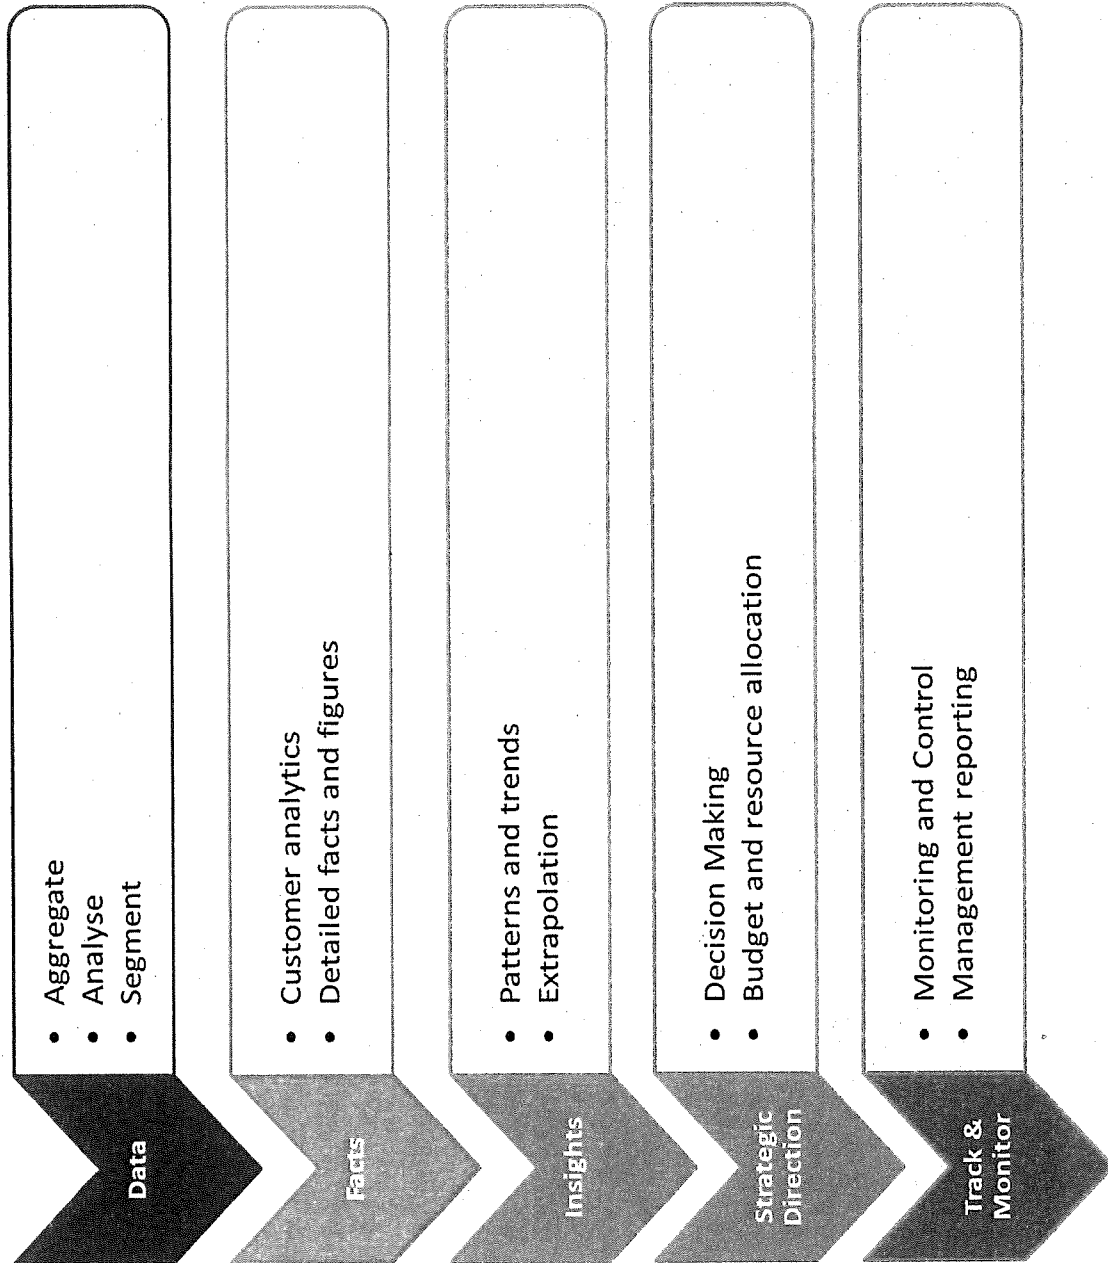 Data
• Aggregate
• Analyse
• Segment
Facts
• Customer analytics
• Detailed facts and figures
Insights
• Patterns and trends
• Extrapolation
Strategic
Direction
• Decision Making
• Budget and resource allocation
Track &
Monitor
• Monitoring and Control
• Management reporting